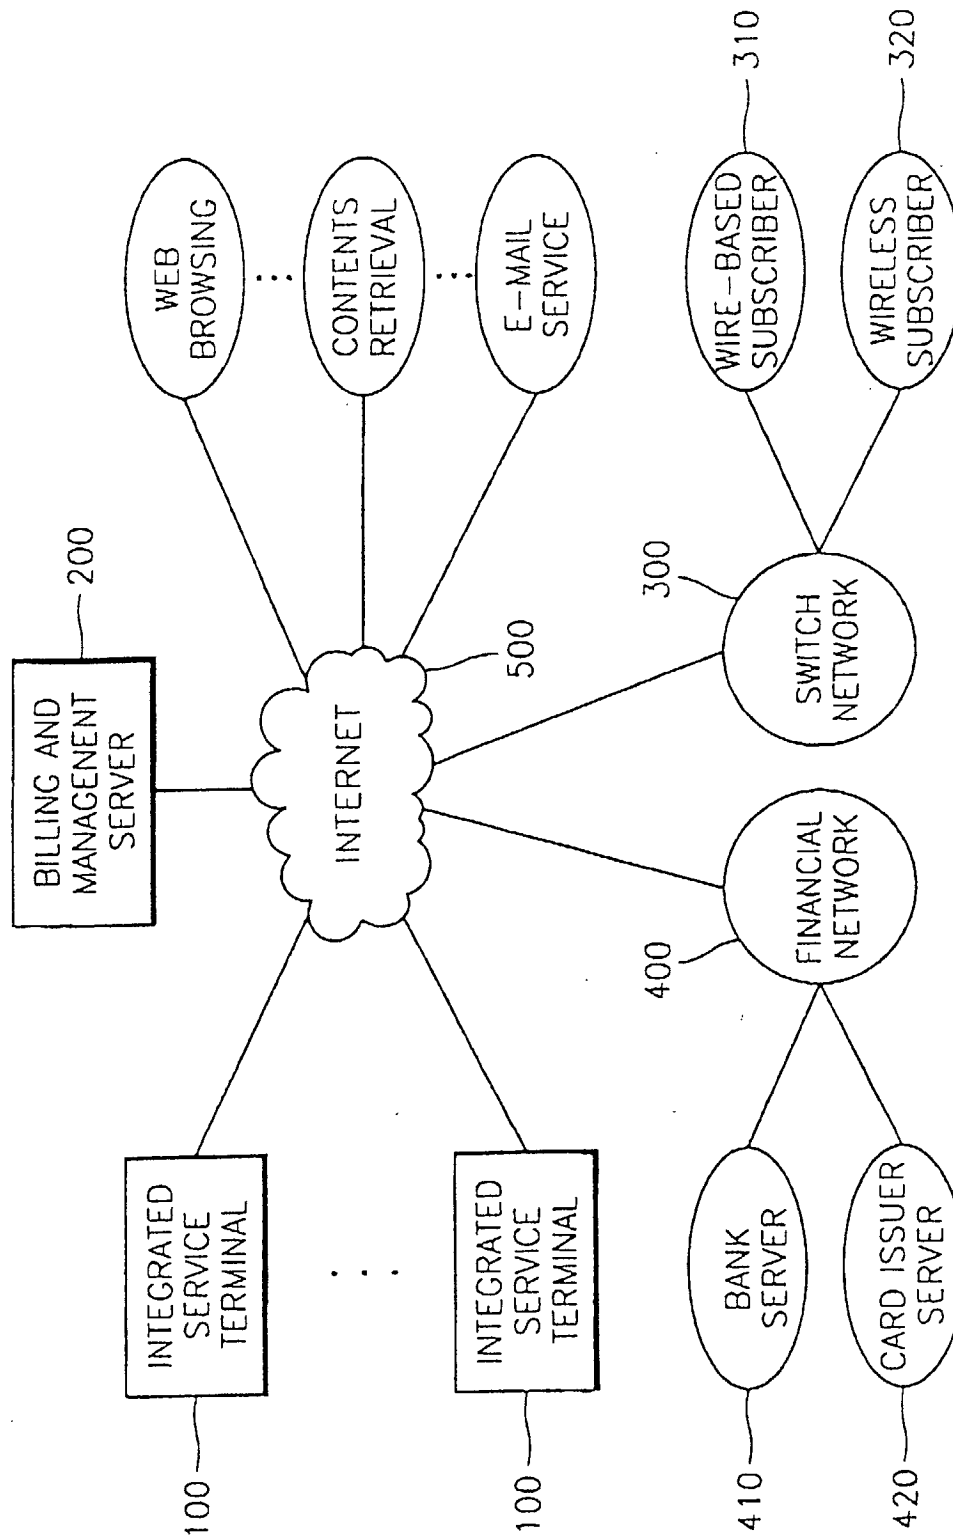 BILLING AND
MANAGENENT
SERVER
200
INTEGRATED
SERVICE
TERMINAL
100
INTERNET
500
WEB
BROWSING
CONTENTS
RETRIEVAL
E-MAIL
SERVICE
INTEGRATED
SERVICE
TERMINAL
100
400
300
BANK
SERVER
410
FINANCIAL
NETWORK
SWITCH
NETWORK
WIRE-BASED
SUBSCRIBER
310
CARD ISSUER
SERVER
420
WIRELESS
SUBSCRIBER
320